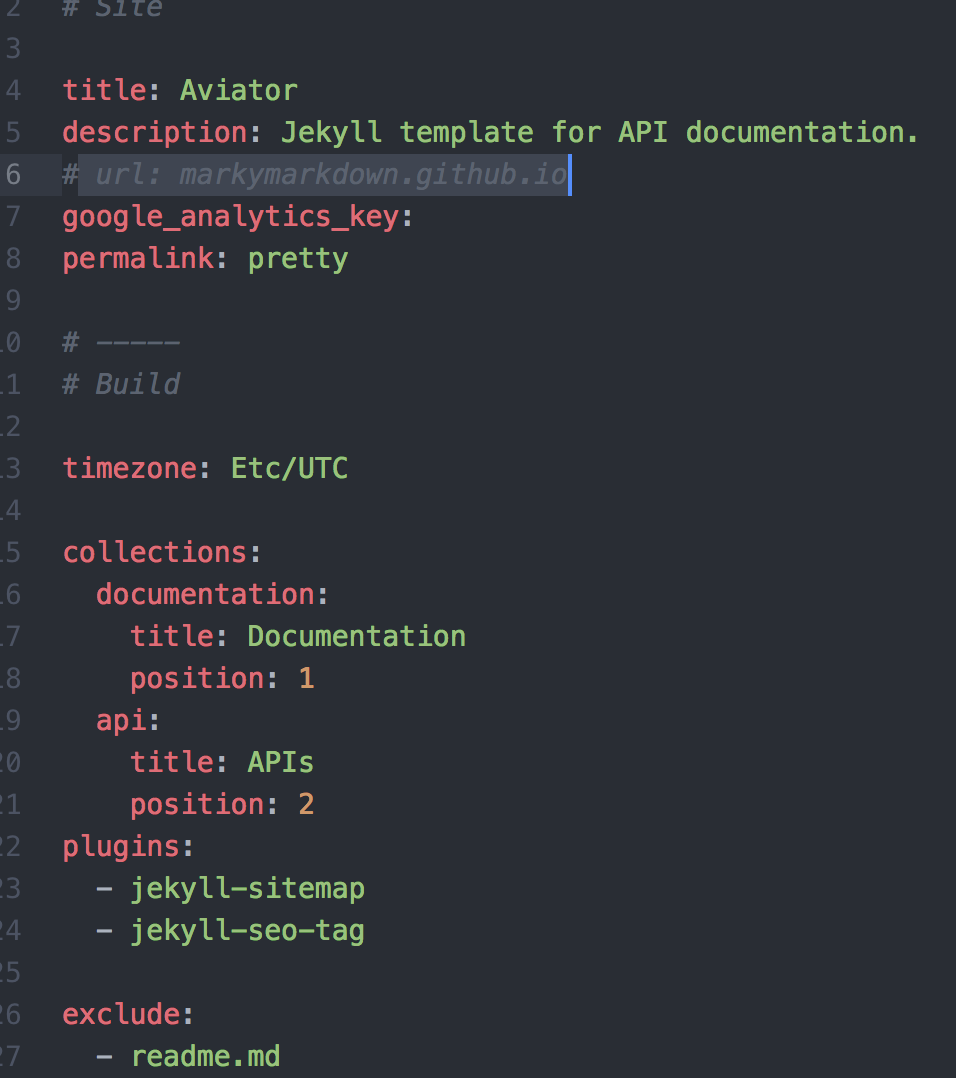 2 # Site
3
4 title: Aviator
5 description: Jekyll template for API documentation.
6 # url: markymarkdown.github.io
7 google_analytics_key:
8 permalink: pretty
9
10 # -----
11 # Build
12
13 timezone: Etc/UTC
14
15 collections:
16 documentation:
17 title: Documentation
18 position: 1
19 api:
20 title: APIs
21 position: 2
22 plugins:
23 - jekyll-sitemap
24 - jekyll-seo-tag
25
26 exclude:
27 - readme.md